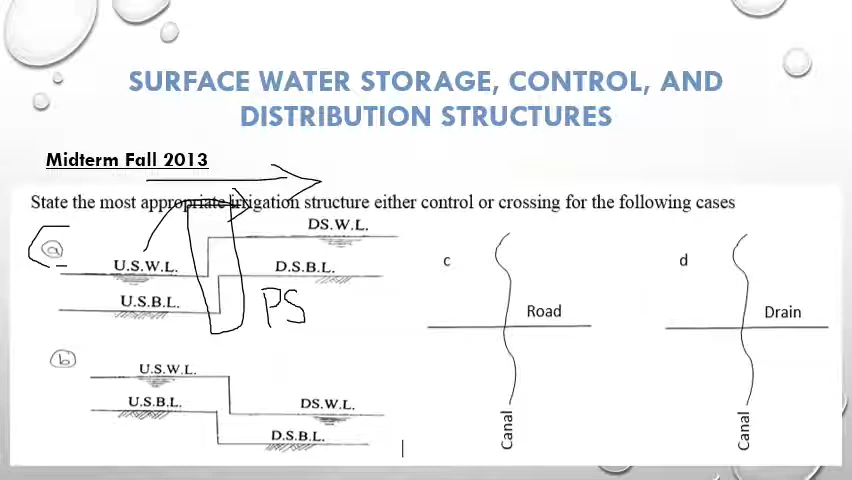 SURFACE WATER STORAGE, CONTROL, AND
DISTRIBUTION STRUCTURES
Midterm Fall 2013
State the most appropriate irrigation structure either control or crossing for the following cases
a
DS.W.L.
U.S.W.L.
D.S.B.L.
U.S.B.L.
PS
b
U.S.W.L.
U.S.B.L.
DS.W.L.
D.S.B.L.
c
Road
Canal
d
Drain
Canal